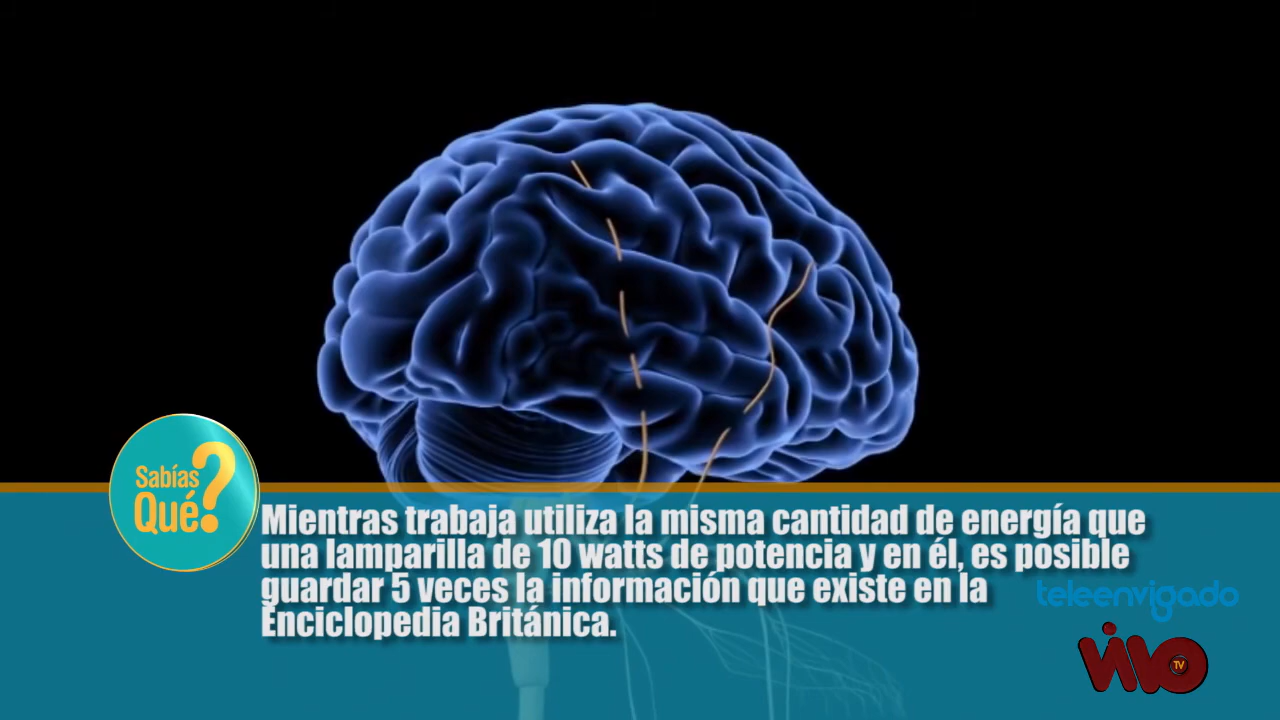 Sabías
Qué?
Mientras trabaja utiliza la misma cantidad de energía que
una lamparilla de 10 watts de potencia y en él, es posible
guardar 5 veces la información que existe en la
Enciclopedia Británica.
teleenvigado
vivo
TV